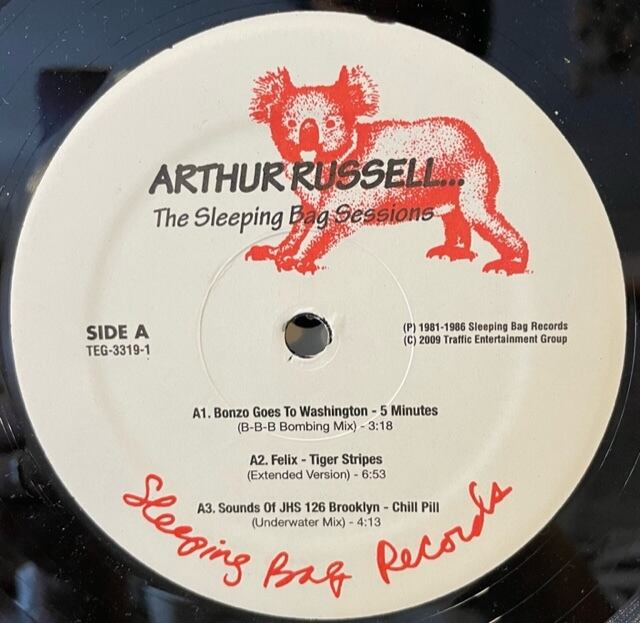 ARTHUR RUSSELL...
The Sleeping Bag Sessions
SIDE A
TEG-3319-1
(P) 1981-1986 Sleeping Bag Records
(C) 2009 Traffic Entertainment Group
A1. Bonzo Goes To Washington - 5 Minutes
(B-B-B Bombing Mix) - 3:18
A2. Felix - Tiger Stripes
(Extended Version) - 6:53
A3. Sounds Of JHS 126 Brooklyn - Chill Pill
(Underwater Mix) - 4:13
Sleeping Bag Records